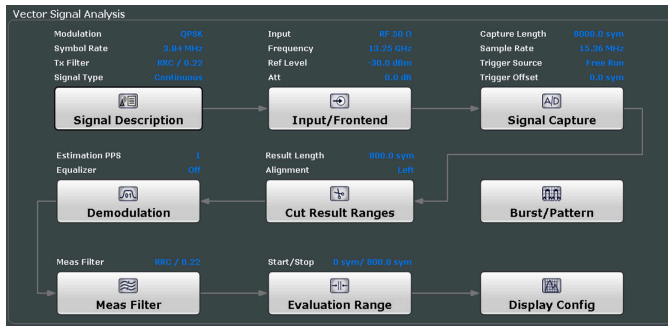 Vector Signal Analysis
Modulation QPSK
Symbol Rate 3.84 MHz
Tx Filter RRC / 0.22
Signal Type Continuous
Signal Description
Input RF 50 Ω
Frequency 13.25 GHz
Ref Level -30.0 dBm
Att 0.0 dB
Input/Frontend
Capture Length 8000.0 sym
Sample Rate 15.36 MHz
Trigger Source Free Run
Trigger Offset 0.0 sym
A/D
Signal Capture
Estimation PPS 1
Equalizer Off
01
Demodulation
Result Length 800.0 sym
Alignment Left
Cut Result Ranges
Burst/Pattern
Meas Filter RRC / 0.22
Meas Filter
Start/Stop 0 sym/ 800.0 sym
Evaluation Range
Display Config